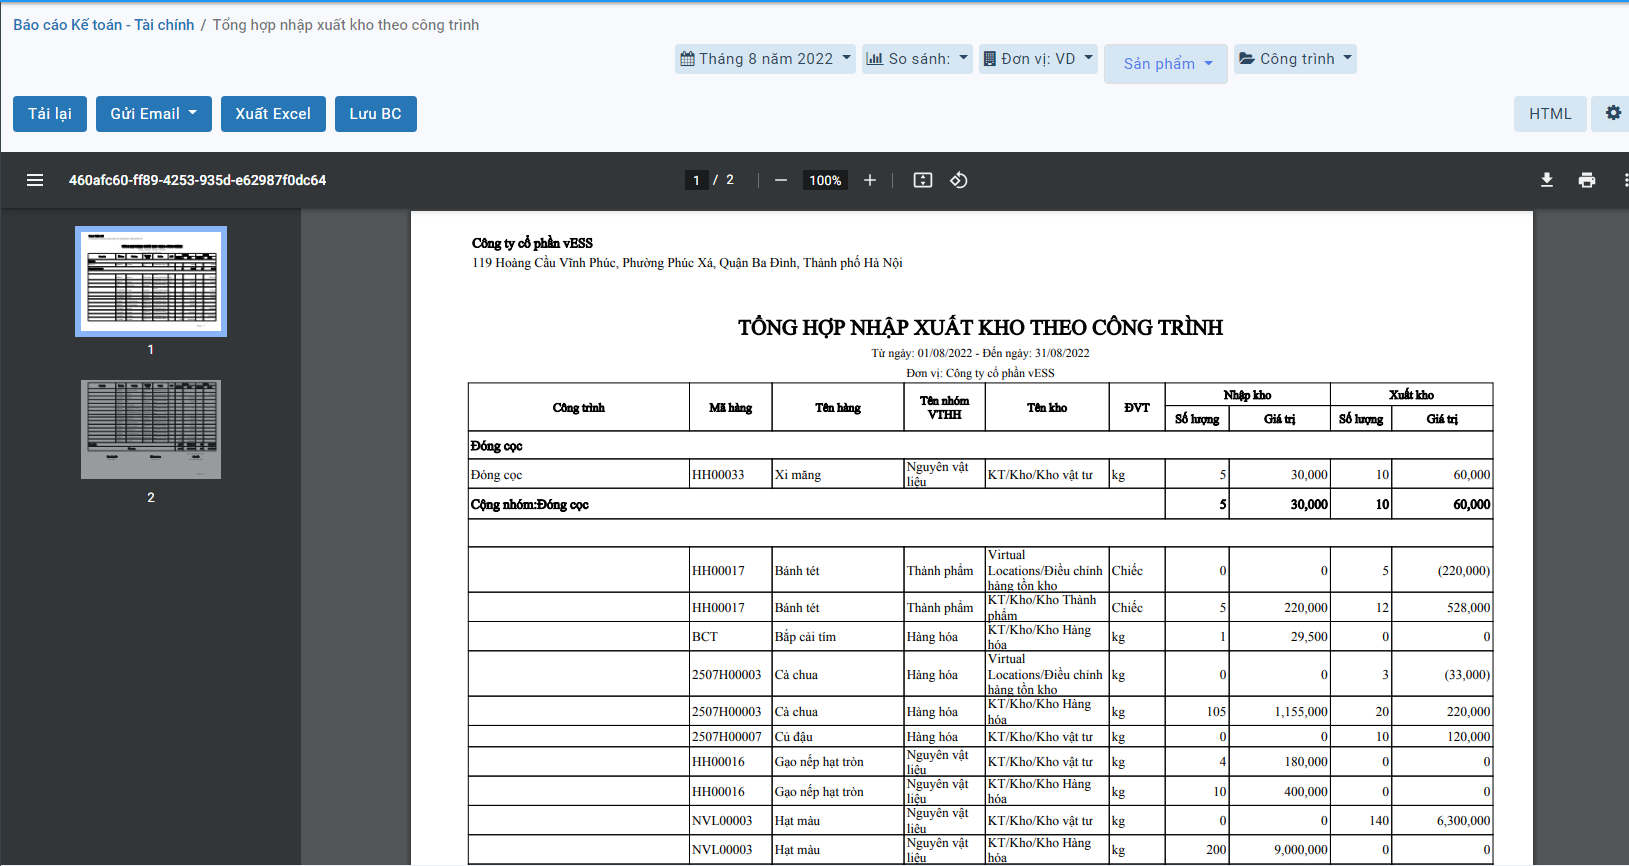 Báo cáo Kế toán - Tài chính / Tổng hợp nhập xuất kho theo công trình
Tháng 8 năm 2022 So sánh: Đơn vị: VD Sản phẩm Công trình
Tải lại Gửi Email Xuất Excel Lưu BC HTML
460afc60-ff89-4253-935d-e62987f0dc64 1 / 2 100%
1
2
Công ty cổ phần vESS
119 Hoàng Cầu Vĩnh Phúc, Phường Phúc Xá, Quận Ba Đình, Thành phố Hà Nội
TỔNG HỢP NHẬP XUẤT KHO THEO CÔNG TRÌNH
Từ ngày: 01/08/2022 - Đến ngày: 31/08/2022
Đơn vị: Công ty cổ phần vESS
Công trình Mã hàng Tên hàng Tên nhóm VTHH Tên kho ĐVT Nhập kho Xuất kho
Số lượng Giá trị Số lượng Giá trị
Đóng cọc
Đóng cọc HH00033 Xi măng Nguyên vật liệu KT/Kho/Kho vật tư kg 5 30,000 10 60,000
Cộng nhóm:Đóng cọc 5 30,000 10 60,000
HH00017 Bánh tét Thành phẩm Virtual Locations/Điều chỉnh hàng tồn kho Chiếc 0 0 5 (220,000)
HH00017 Bánh tét Thành phẩm KT/Kho/Kho Thành phẩm Chiếc 5 220,000 12 528,000
BCT Bắp cải tím Hàng hóa KT/Kho/Kho Hàng hóa kg 1 29,500 0 0
2507H00003 Cà chua Hàng hóa Virtual Locations/Điều chỉnh hàng tồn kho kg 0 0 3 (33,000)
2507H00003 Cà chua Hàng hóa KT/Kho/Kho Hàng hóa kg 105 1,155,000 20 220,000
2507H00007 Củ đậu Hàng hóa KT/Kho/Kho vật tư kg 0 0 10 120,000
HH00016 Gạo nếp hạt tròn Nguyên vật liệu KT/Kho/Kho vật tư kg 4 180,000 0 0
HH00016 Gạo nếp hạt tròn Nguyên vật liệu KT/Kho/Kho Hàng hóa kg 10 400,000 0 0
NVL00003 Hạt màu Nguyên vật liệu KT/Kho/Kho vật tư kg 0 0 140 6,300,000
NVL00003 Hạt màu Nguyên vật liệu KT/Kho/Kho Hàng hóa kg 200 9,000,000 0 0